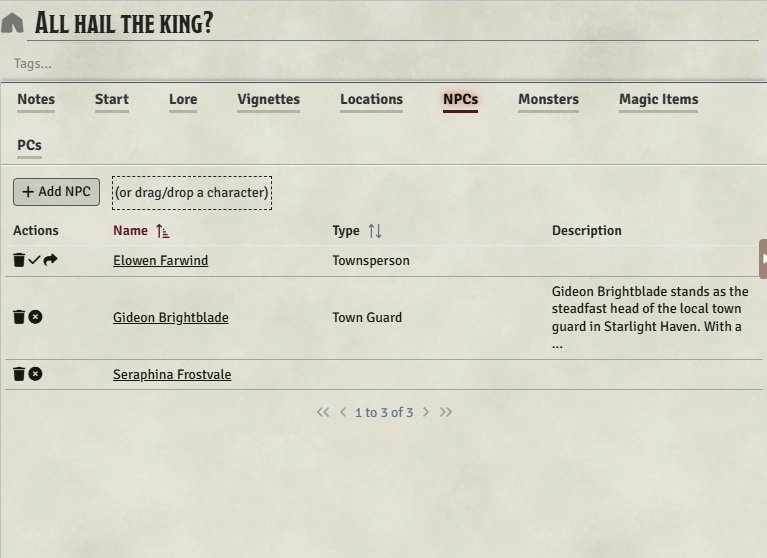 All hail the king?
Tags...
Notes Start Lore Vignettes Locations NPCs Monsters Magic Items
PCs
+ Add NPC (or drag/drop a character)
Actions Name Type Description
Elowen Farwind Townsperson
Gideon Brightblade Town Guard Gideon Brightblade stands as the
steadfast head of the local town
guard in Starlight Haven. With a
...
Seraphina Frostvale
1 to 3 of 3